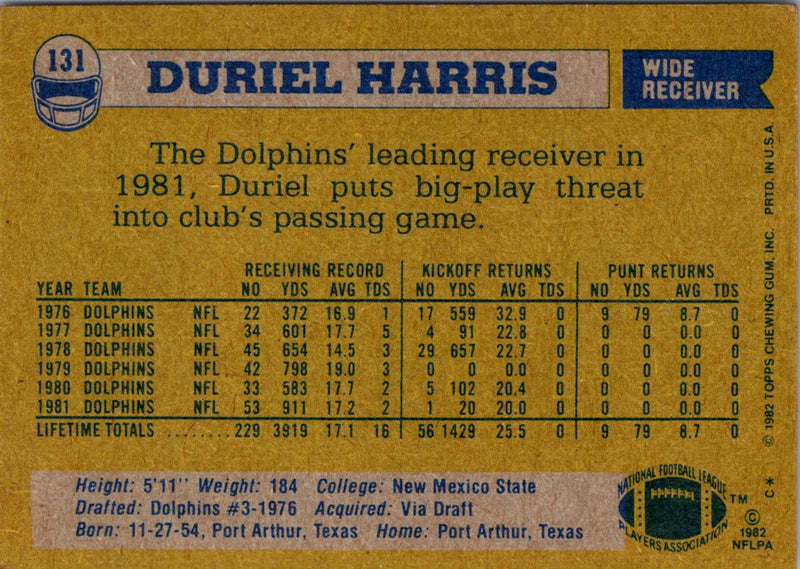 131
DURIEL HARRIS
WIDE
RECEIVER
The Dolphins' leading receiver in
1981, Duriel puts big-play threat
into club's passing game.
RECEIVING RECORD KICKOFF RETURNS PUNT RETURNS
YEAR TEAM NO YDS AVG TDS NO YDS AVG TDS NO YDS AVG TDS
1976 DOLPHINS NFL 22 372 16.9 1 17 559 32.9 0 9 79 8.7 0
1977 DOLPHINS NFL 34 601 17.7 5 4 91 22.8 0 0 0 0.0 0
1978 DOLPHINS NFL 45 654 14.5 3 29 657 22.7 0 0 0 0.0 0
1979 DOLPHINS NFL 42 798 19.0 3 0 0 0.0 0 0 0 0.0 0
1980 DOLPHINS NFL 33 583 17.7 2 5 102 20.4 0 0 0 0.0 0
1981 DOLPHINS NFL 53 911 17.2 2 1 20 20.0 0 0 0 0.0 0
LIFETIME TOTALS ........ 229 3919 17.1 16 56 1429 25.5 0 9 79 8.7 0
Height: 5'11" Weight: 184 College: New Mexico State
Drafted: Dolphins #3-1976 Acquired: Via Draft
Born: 11-27-54, Port Arthur, Texas Home: Port Arthur, Texas
NATIONAL FOOTBALL LEAGUE
PLAYERS ASSOCIATION
TM
©
1982
NFLPA
C*
© 1982 TOPPS CHEWING GUM, INC. PRTD. IN U.S.A.